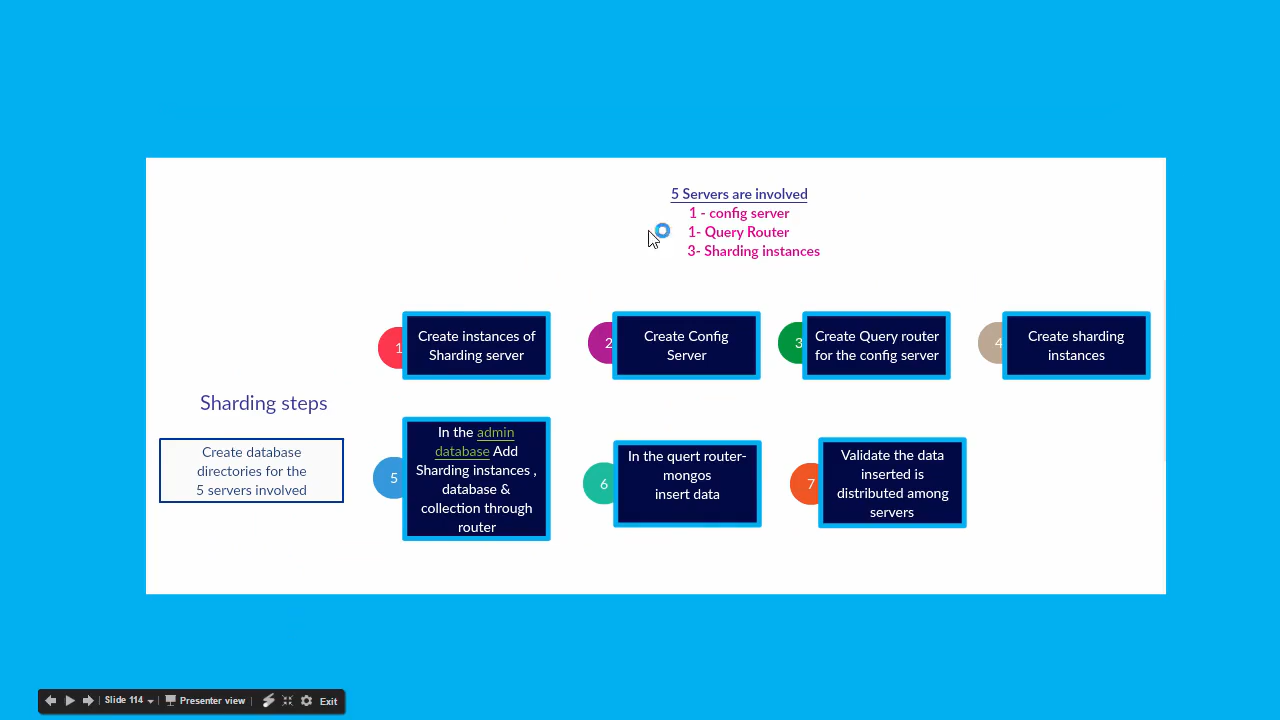 5 Servers are involved
1 - config server
1- Query Router
3- Sharding instances
1
Create instances of
Sharding server
2
Create Config
Server
3
Create Query router
for the config server
4
Create sharding
instances
Sharding steps
Create database
directories for the
5 servers involved
5
In the admin
database Add
Sharding instances ,
database &
collection through
router
6
In the quert router-
mongos
insert data
7
Validate the data
inserted is
distributed among
servers
Slide 114
Presenter view
Exit